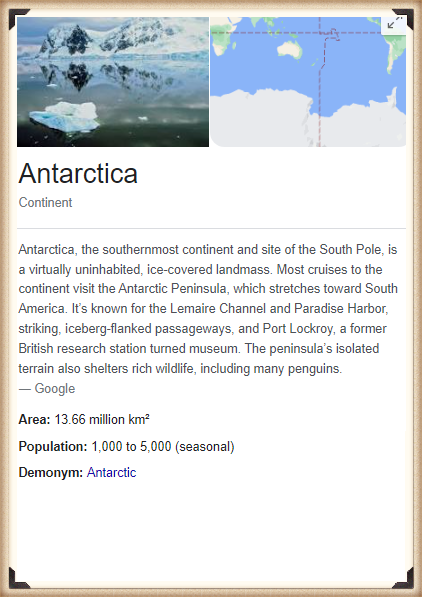 Antarctica
Continent
Antarctica, the southernmost continent and site of the South Pole, is
a virtually uninhabited, ice-covered landmass. Most cruises to the
continent visit the Antarctic Peninsula, which stretches toward South
America. It’s known for the Lemaire Channel and Paradise Harbor,
striking, iceberg-flanked passageways, and Port Lockroy, a former
British research station turned museum. The peninsula’s isolated
terrain also shelters rich wildlife, including many penguins.
— Google
Area: 13.66 million km²
Population: 1,000 to 5,000 (seasonal)
Demonym: Antarctic